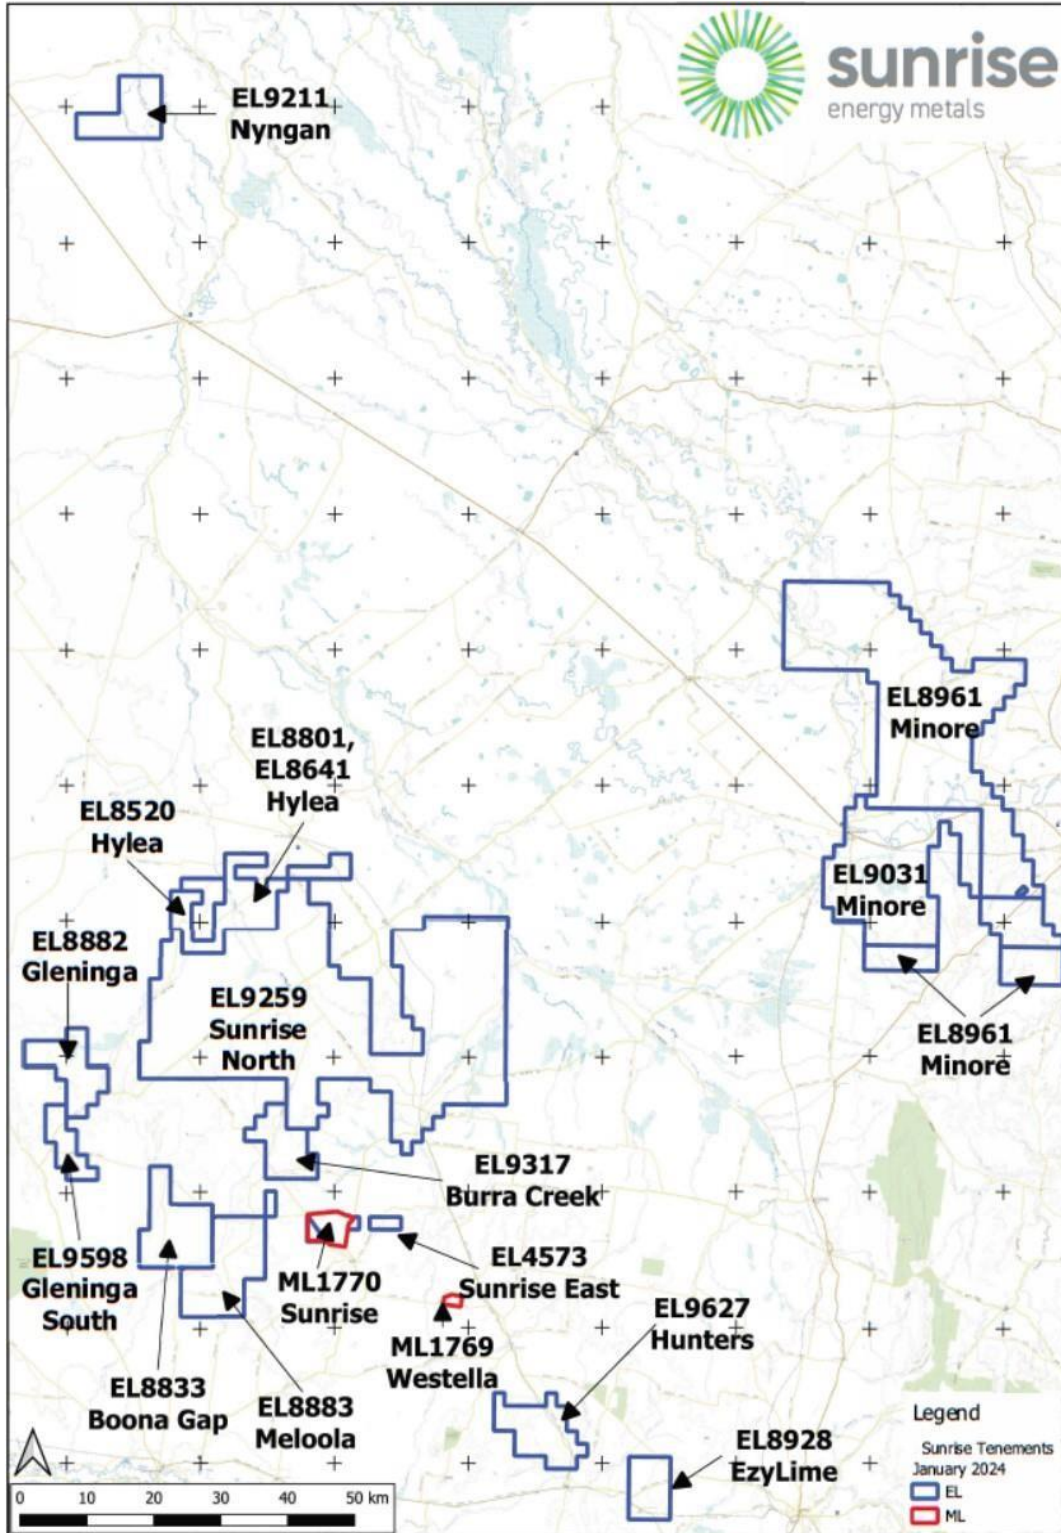 sunrise
energy metals
EL9211
Nyngan
EL8961
Minore
EL8801,
EL8641
Hylea
EL8520
Hylea
EL9031
Minore
EL8882
Gleninga
EL9259
Sunrise
North
EL8961
Minore
EL9317
Burra Creek
EL9598
Gleninga
South
ML1770
Sunrise
EL4573
Sunrise East
EL9627
Hunters
ML1769
Westella
EL8833
Boona Gap
EL8883
Meloola
EL8928
EzyLime
Legend
Sunrise Tenements
January 2024
EL
ML
0 10 20 30 40 50 km